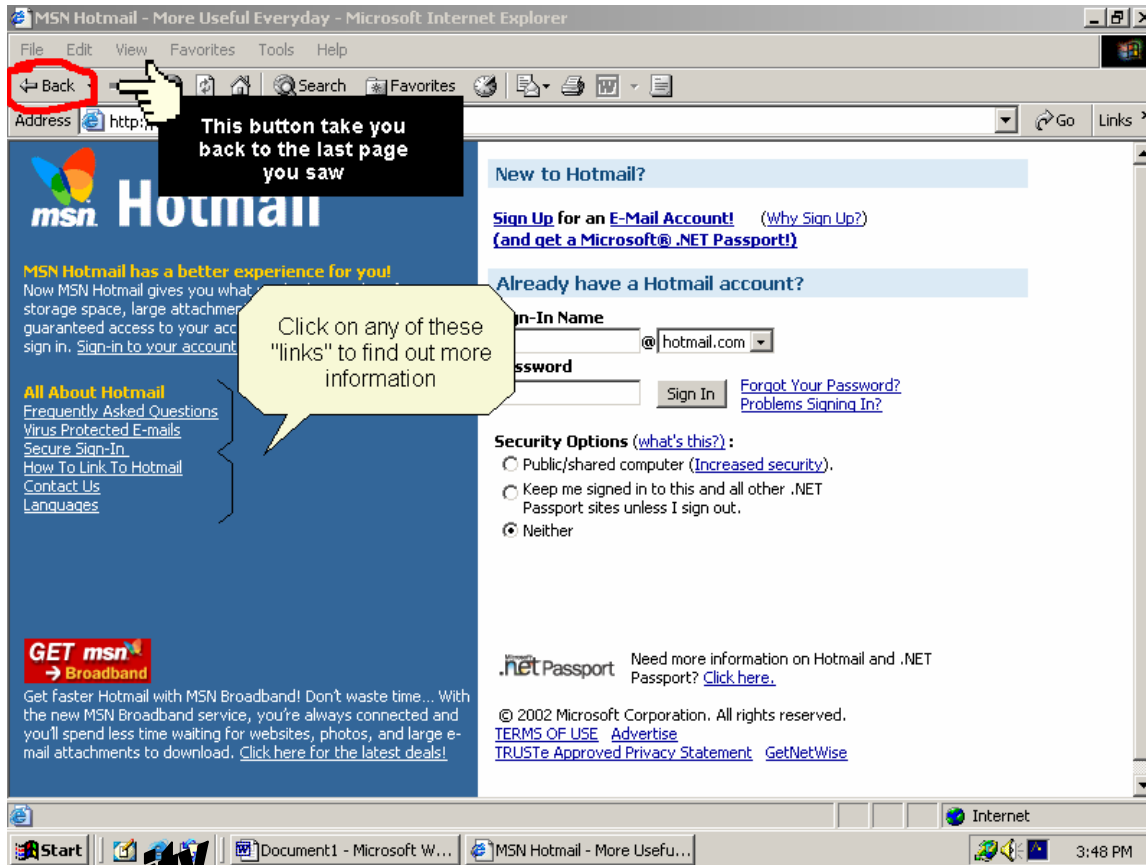 MSN Hotmail - More Useful Everyday - Microsoft Internet Explorer
File Edit View Favorites Tools Help
Back Search Favorites
Address http:/ Go Links
This button take you
back to the last page
you saw
msn Hotmail
MSN Hotmail has a better experience for you!
Now MSN Hotmail gives you what
storage space, large attachmen
guaranteed access to your acc
sign in. Sign-in to your account
Click on any of these
"links" to find out more
information
All About Hotmail
Frequently Asked Questions
Virus Protected E-mails
Secure Sign-In
How To Link To Hotmail
Contact Us
Languages
GET msn
Broadband
Get faster Hotmail with MSN Broadband! Don't waste time... With
the new MSN Broadband service, you're always connected and
you'll spend less time waiting for websites, photos, and large e-
mail attachments to download. Click here for the latest deals!
New to Hotmail?
Sign Up for an E-Mail Account! (Why Sign Up?)
(and get a Microsoft® .NET Passport!)
Already have a Hotmail account?
gn-In Name
@ hotmail.com
ssword
Sign In Forgot Your Password?
Problems Signing In?
Security Options (what's this?) :
Public/shared computer (Increased security).
Keep me signed in to this and all other .NET
Passport sites unless I sign out.
Neither
Microsoft
.net Passport
Need more information on Hotmail and .NET
Passport? Click here.
© 2002 Microsoft Corporation. All rights reserved.
TERMS OF USE Advertise
TRUSTe Approved Privacy Statement GetNetWise
Internet
Start Document1 - Microsoft W... MSN Hotmail - More Usefu... 3:48 PM